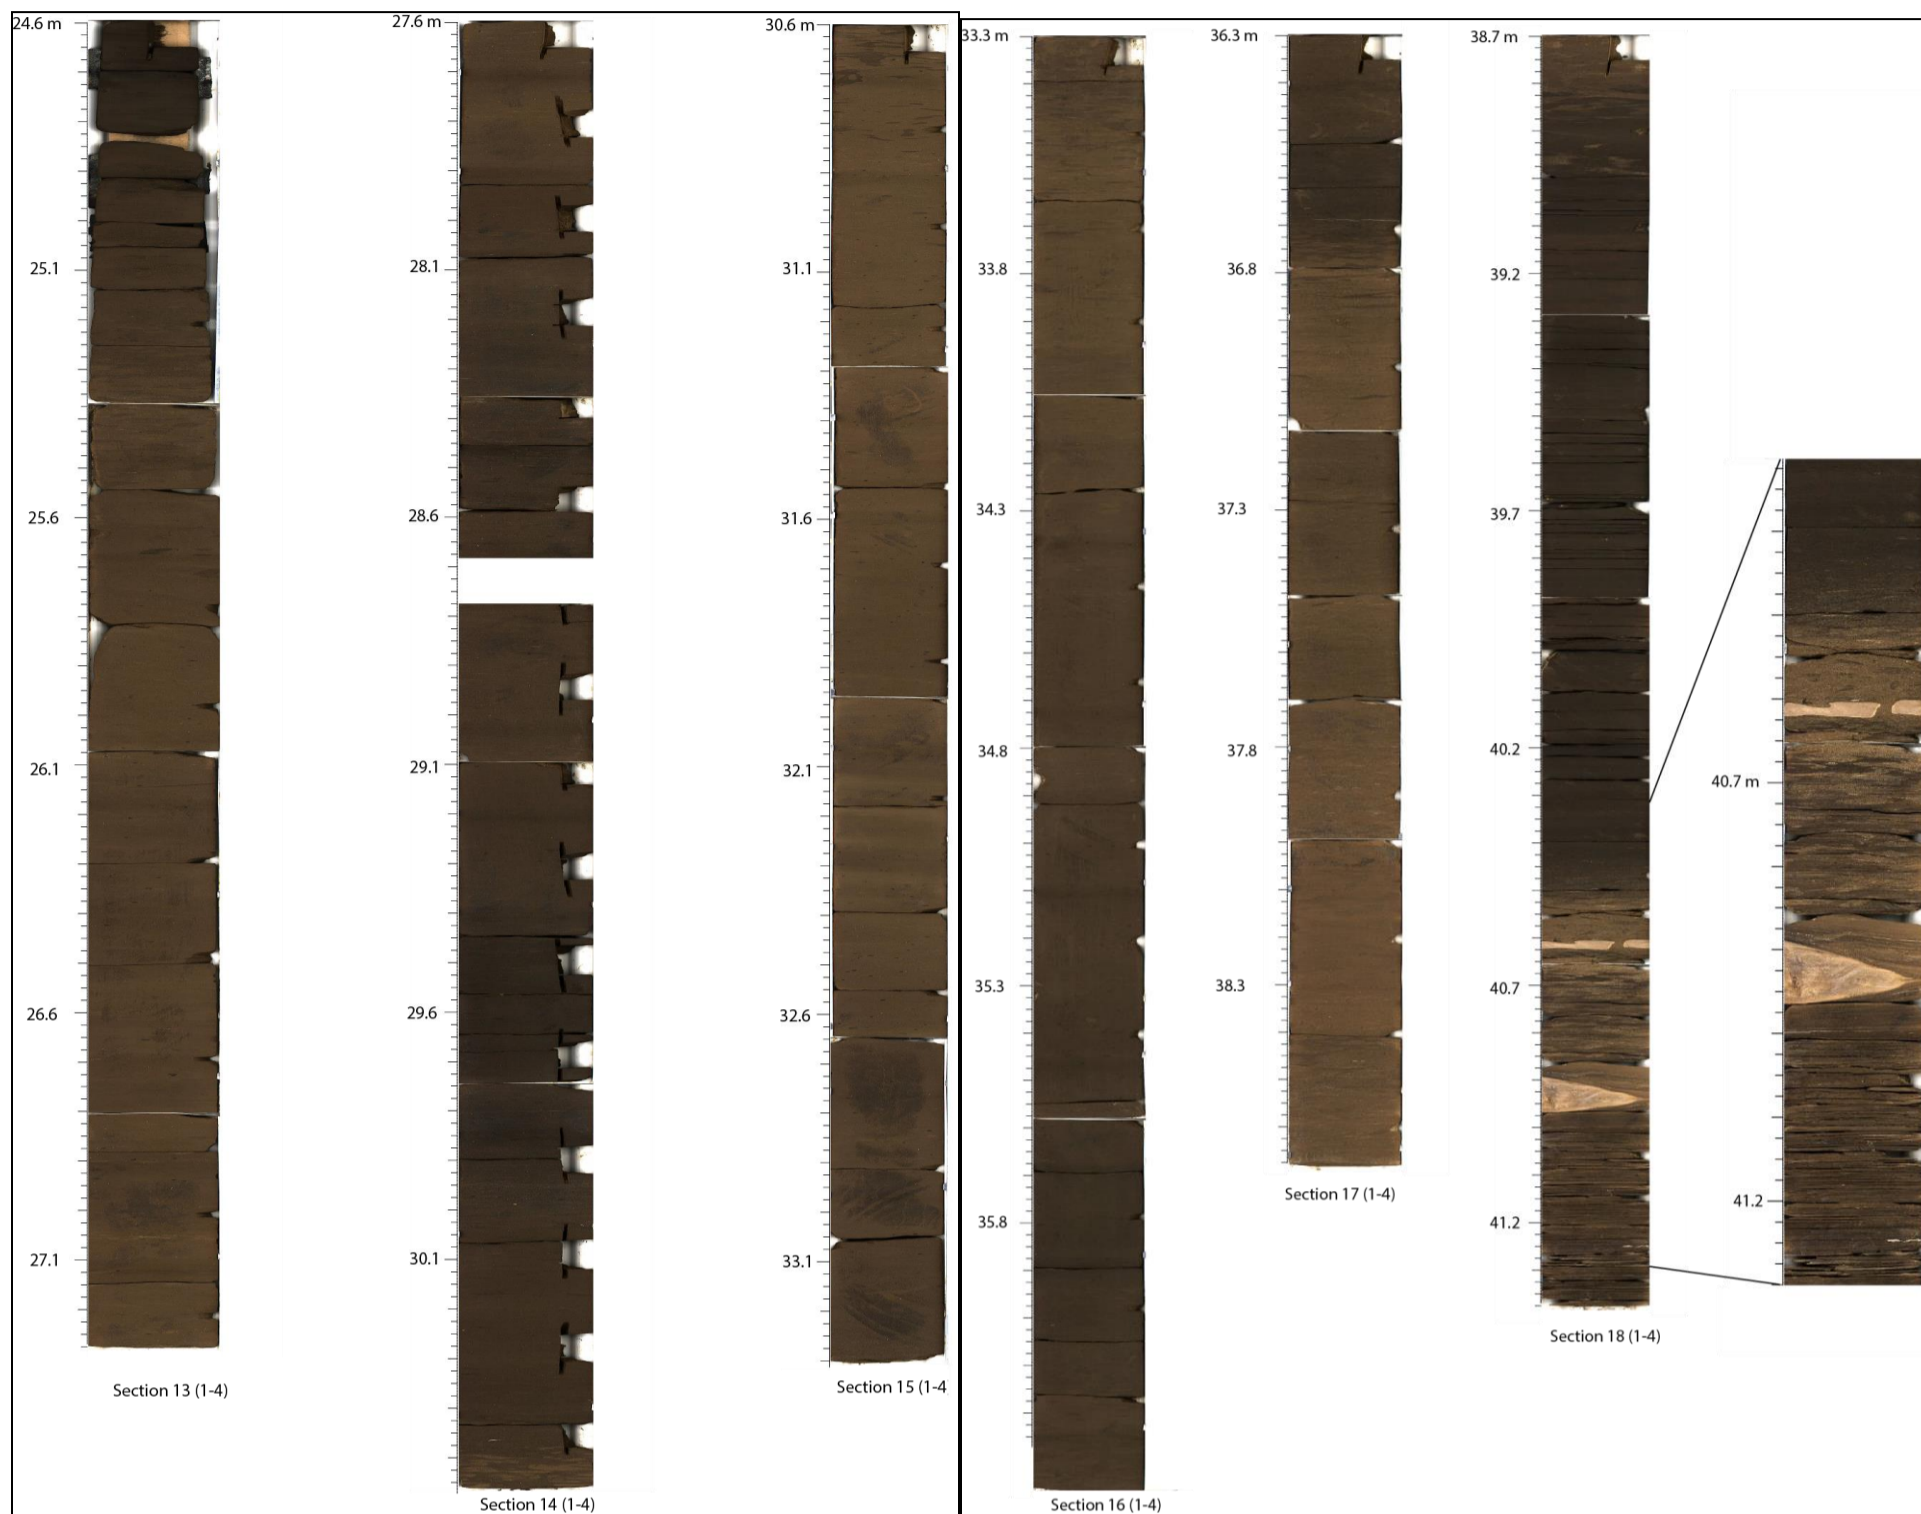 24.6 m
25.1
25.6
26.1
26.6
27.1
Section 13 (1-4)
27.6 m
28.1
28.6
29.1
29.6
30.1
Section 14 (1-4)
30.6 m
31.1
31.6
32.1
32.6
33.1
Section 15 (1-4
33.3 m
33.8
34.3
34.8
35.3
35.8
Section 16 (1-4)
36.3 m
36.8
37.3
37.8
38.3
Section 17 (1-4)
38.7 m
39.2
39.7
40.2
40.7
41.2
Section 18 (1-4)
40.7 m
41.2